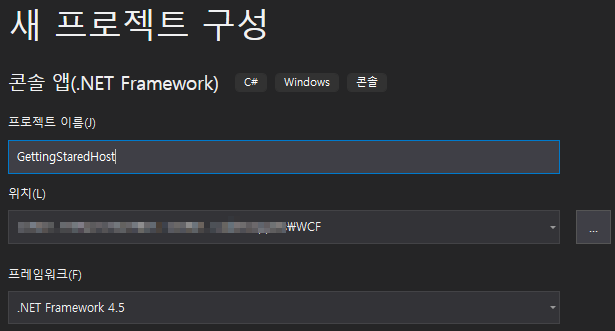 새 프로젝트 구성
콘솔 앱(.NET Framework) C# Windows 콘솔
프로젝트 이름(J)
GettingStaredHost
위치(L)
₩WCF ...
프레임워크(F)
.NET Framework 4.5